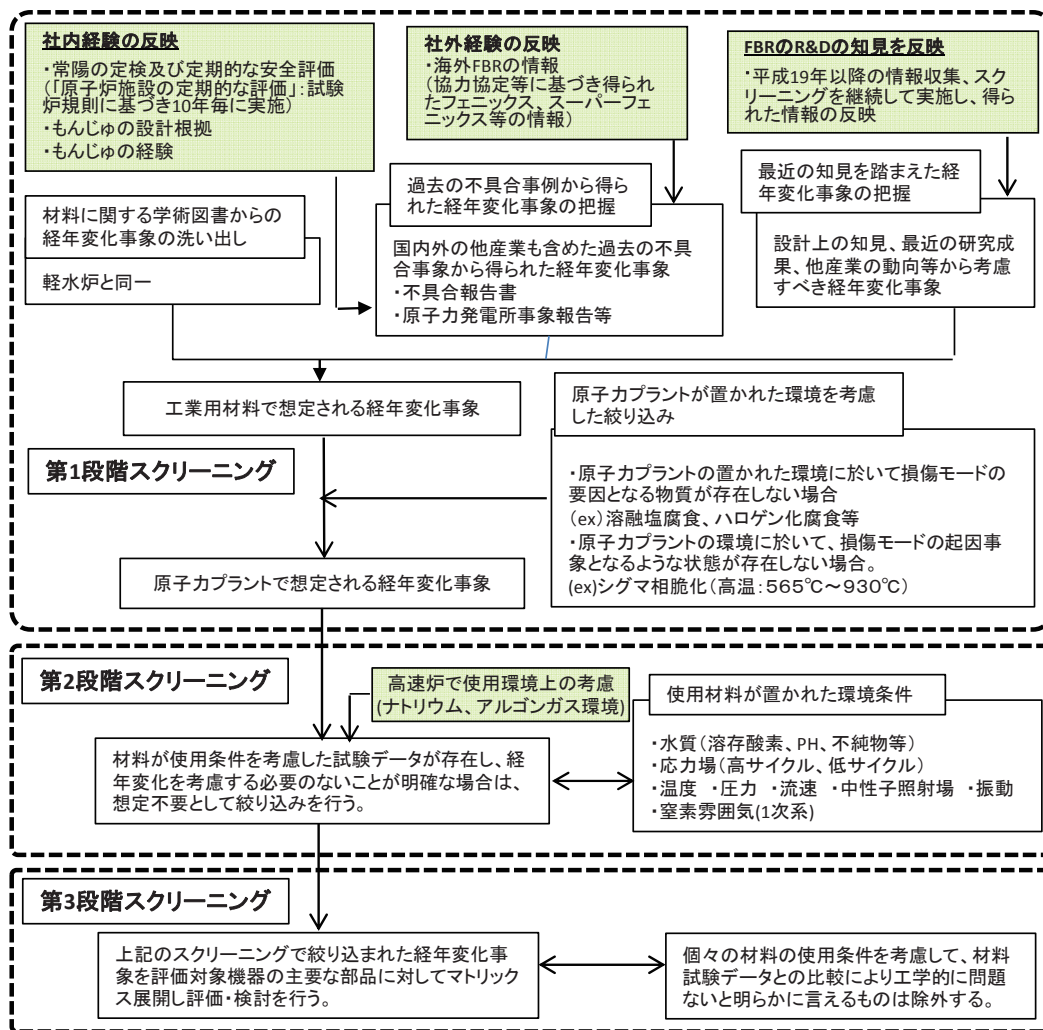 社内経験の反映
・常陽の定検及び定期的な安全評価
(「原子炉施設の定期的な評価」:試験
炉規則に基づき10年毎に実施)
・もんじゅの設計根拠
・もんじゅの経験
社外経験の反映
・海外FBRの情報
(協力協定等に基づき得られ
たフェニックス、スーパーフェ
ニックス等の情報)
FBRのR&Dの知見を反映
・平成19年以降の情報収集、スク
リーニングを継続して実施し、得ら
れた情報の反映
材料に関する学術図書からの
経年変化事象の洗い出し
軽水炉と同一
過去の不具合事例から得ら
れた経年変化事象の把握
国内外の他産業も含めた過去の不具
合事象から得られた経年変化事象
・不具合報告書
・原子力発電所事象報告等
最近の知見を踏まえた経
年変化事象の把握
設計上の知見、最近の研究成
果、他産業の動向等から考慮
すべき経年変化事象
工業用材料で想定される経年変化事象
第1段階スクリーニング
原子力プラントが置かれた環境を考慮
した絞り込み
・原子力プラントの置かれた環境に於いて損傷モードの
要因となる物質が存在しない場合
(ex)溶融塩腐食、ハロゲン化腐食等
・原子力プラントの環境に於いて、損傷モードの起因事
象となるような状態が存在しない場合。
(ex)シグマ相脆化(高温:565℃~930℃)
原子力プラントで想定される経年変化事象
第2段階スクリーニング
高速炉で使用環境上の考慮
(ナトリウム、アルゴンガス環境)
使用材料が置かれた環境条件
材料が使用条件を考慮した試験データが存在し、経
年変化を考慮する必要のないことが明確な場合は、
想定不要として絞り込みを行う。
・水質(溶存酸素、PH、不純物等)
・応力場(高サイクル、低サイクル)
・温度 ・圧力 ・流速 ・中性子照射場 ・振動
・窒素雰囲気(1次系)
第3段階スクリーニング
上記のスクリーニングで絞り込まれた経年変化事
象を評価対象機器の主要な部品に対してマトリック
ス展開し評価・検討を行う。
個々の材料の使用条件を考慮して、材料
試験データとの比較により工学的に問題
ないと明らかに言えるものは除外する。